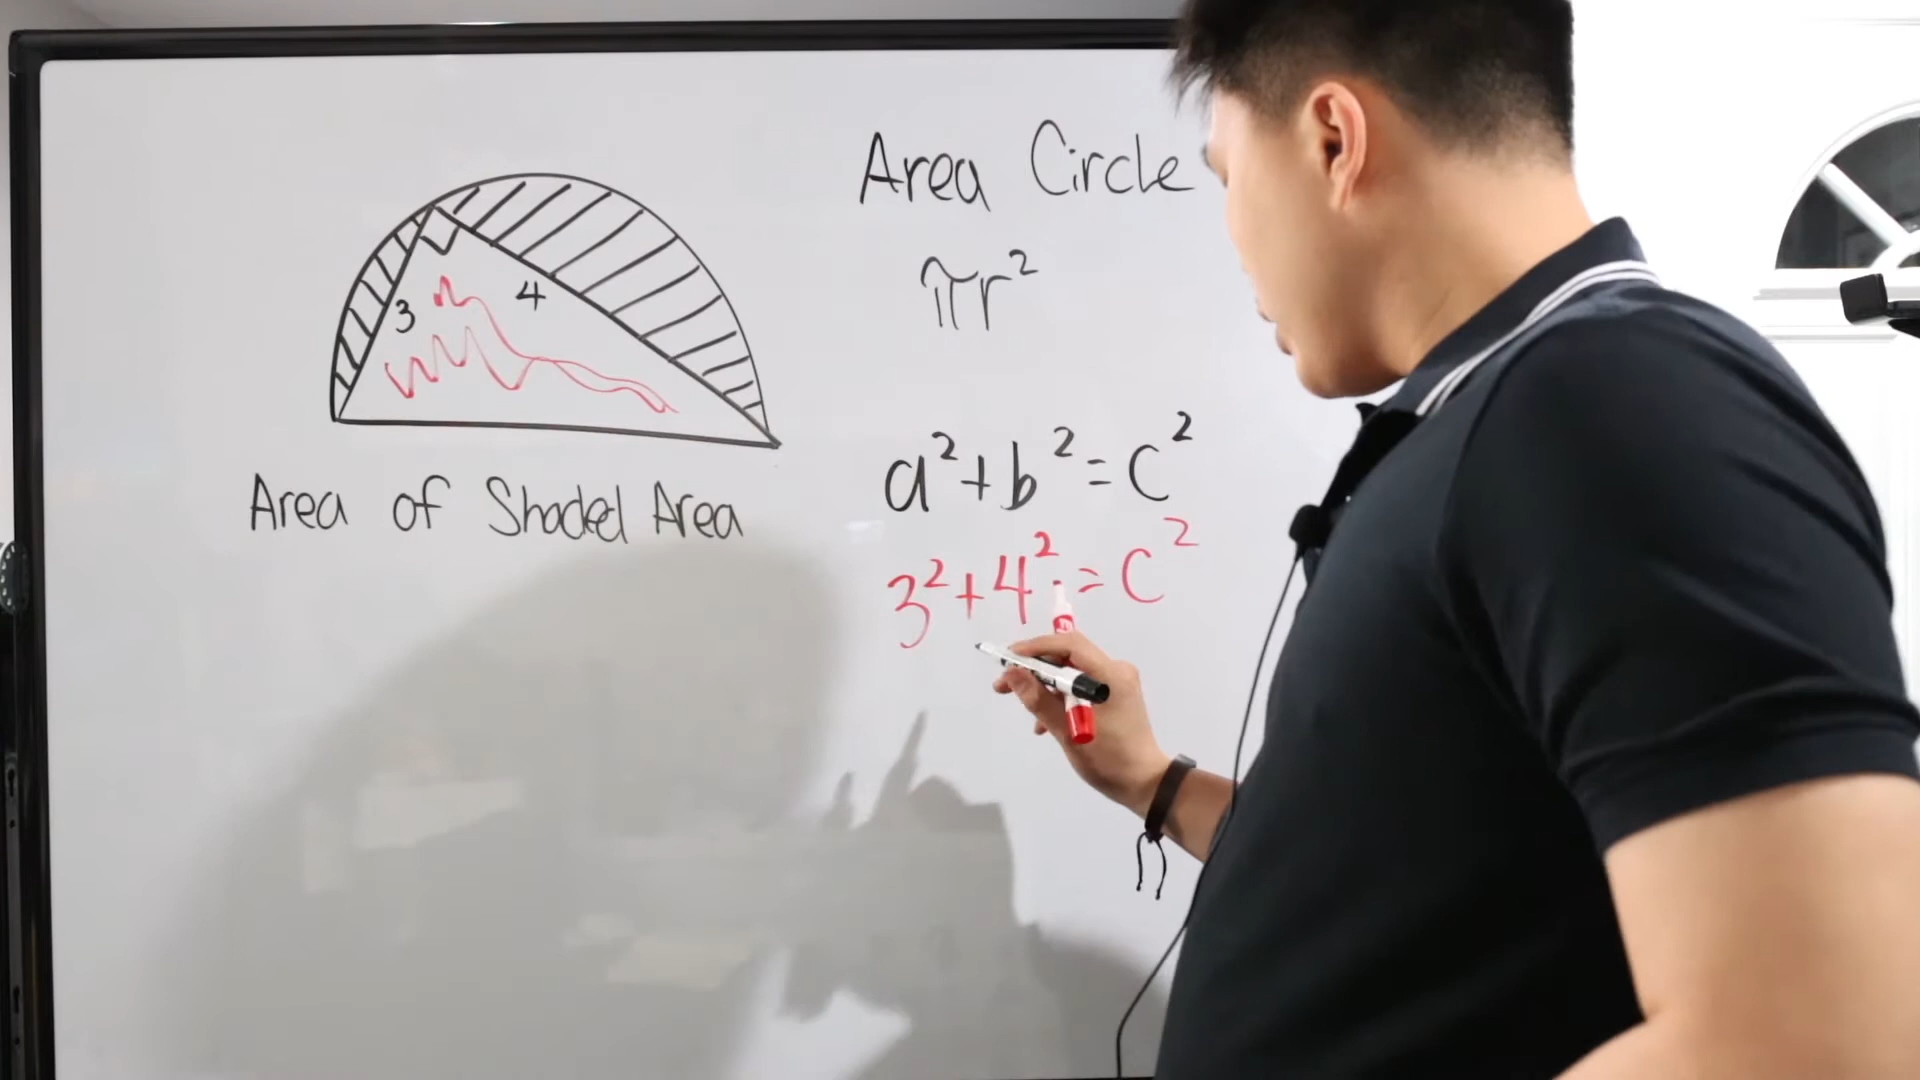 3
4
Area of Shaded Area
Area Circle
πr²
a²+b²=c²
3²+4²=c²